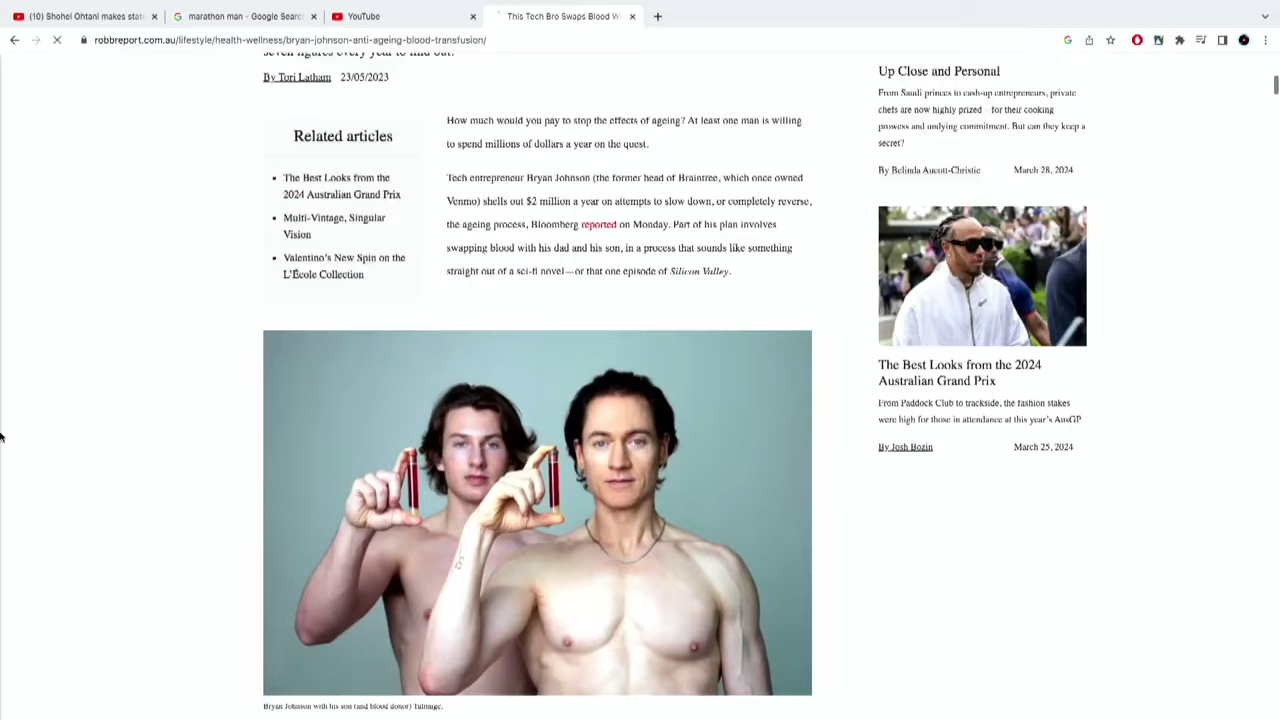 (10) Shohei Ohtani makes state
marathon man - Google Search
YouTube
This Tech Bro Swaps Blood W
robbreport.com.au/lifestyle/health-wellness/bryan-johnson-anti-ageing-blood-transfusion/
seven figures every year to find out.
By Tori Latham 23/05/2023
Related articles
The Best Looks from the
2024 Australian Grand Prix
Multi-Vintage, Singular
Vision
Valentino's New Spin on the
L'École Collection
How much would you pay to stop the effects of ageing? At least one man is willing
to spend millions of dollars a year on the quest.
Tech entrepreneur Bryan Johnson (the former head of Braintree, which once owned
Venmo) shells out $2 million a year on attempts to slow down, or completely reverse,
the ageing process, Bloomberg reported on Monday. Part of his plan involves
swapping blood with his dad and his son, in a process that sounds like something
straight out of a sci-fi novel—or that one episode of Silicon Valley.
Bryan Johnson with his son (and blood donor) Talmage.
Up Close and Personal
From Saudi princes to cash-up entrepreneurs, private
chefs are now highly prized for their cooking
prowess and undying commitment. But can they keep a
secret?
By Belinda Aucott-Christie March 28, 2024
The Best Looks from the 2024
Australian Grand Prix
From Paddock Club to trackside, the fashion stakes
were high for those in attendance at this year's AusGP
By Josh Bozin March 25, 2024